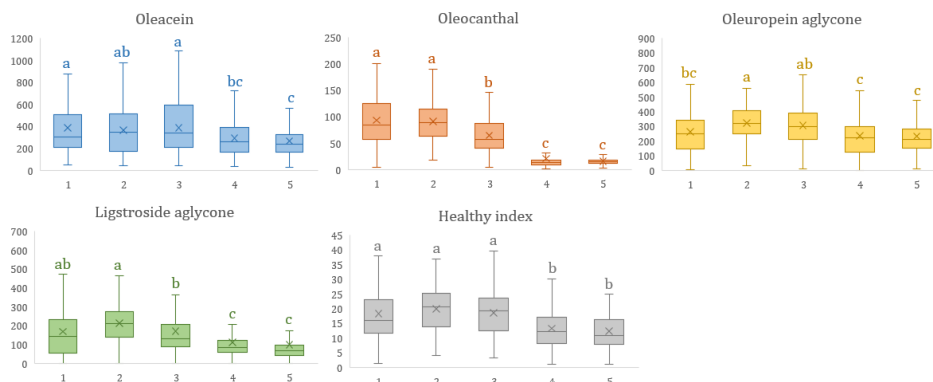 Oleacein
1200
1000
800
600
400
200
0
a
ab
a
bc
c
1 2 3 4 5
Oleocanthal
250
200
150
100
50
0
a
a
b
c
c
1 2 3 4 5
Oleuropein aglycone
900
800
700
600
500
400
300
200
100
0
bc
a
ab
c
c
1 2 3 4 5
Ligstroside aglycone
700
600
500
400
300
200
100
0
ab
a
b
c
c
1 2 3 4 5
Healthy index
45
40
35
30
25
20
15
10
5
0
a
a
a
b
b
1 2 3 4 5